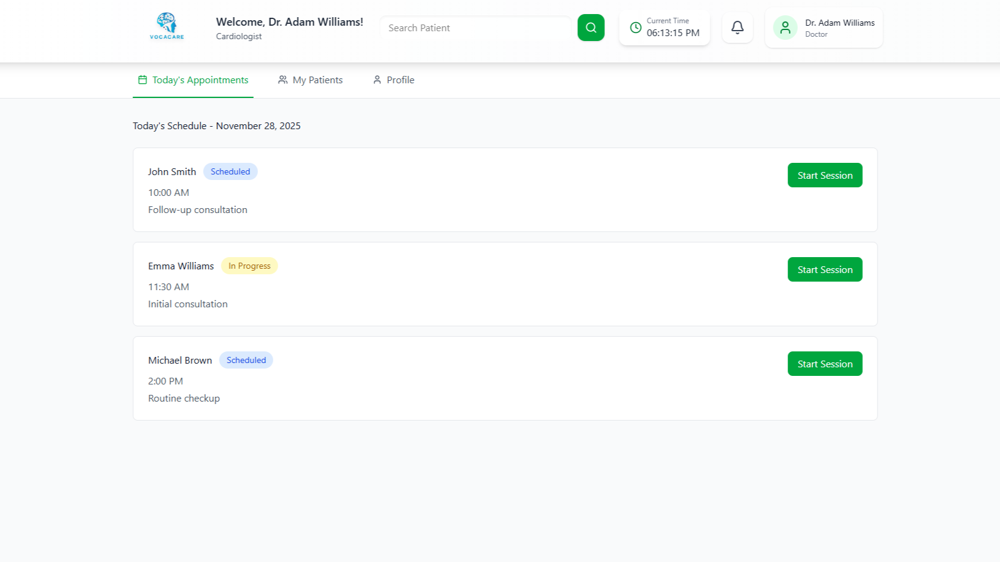 VOCACARE
Welcome, Dr. Adam Williams!
Cardiologist
Search Patient
Current Time
06:13:15 PM
Dr. Adam Williams
Doctor
Today's Appointments
My Patients
Profile
Today's Schedule - November 28, 2025
John Smith Scheduled
Start Session
10:00 AM
Follow-up consultation
Emma Williams In Progress
Start Session
11:30 AM
Initial consultation
Michael Brown Scheduled
Start Session
2:00 PM
Routine checkup